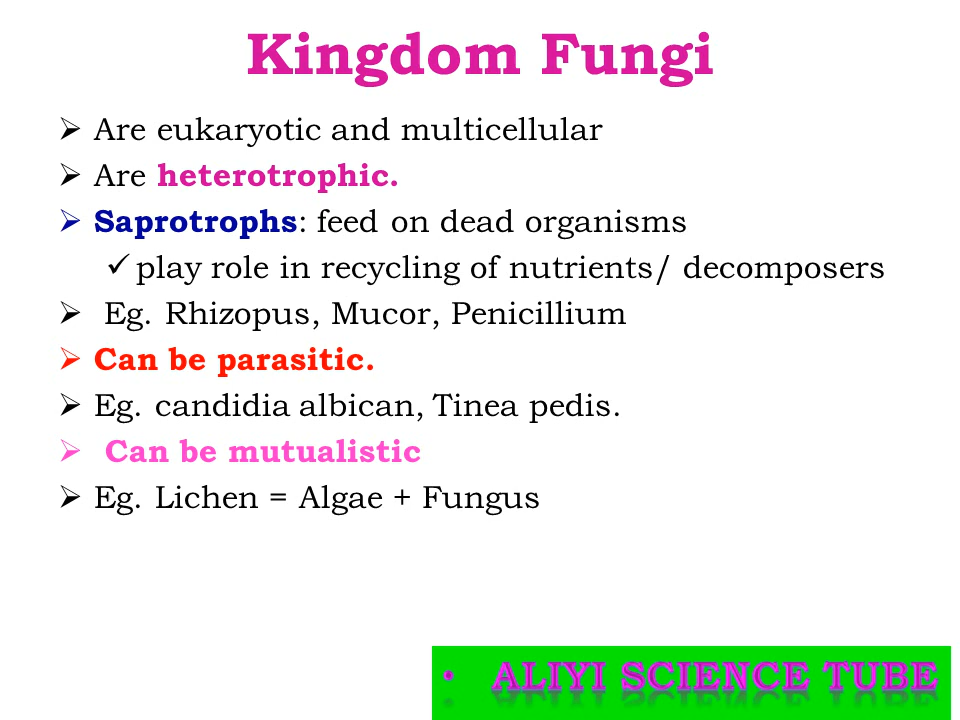 Kingdom Fungi
➢ Are eukaryotic and multicellular
➢ Are heterotrophic.
➢ Saprotrophs: feed on dead organisms
✓ play role in recycling of nutrients/ decomposers
➢ Eg. Rhizopus, Mucor, Penicillium
➢ Can be parasitic.
➢ Eg. candidia albican, Tinea pedis.
➢ Can be mutualistic
➢ Eg. Lichen = Algae + Fungus
• ALIYI SCIENCE TUBE